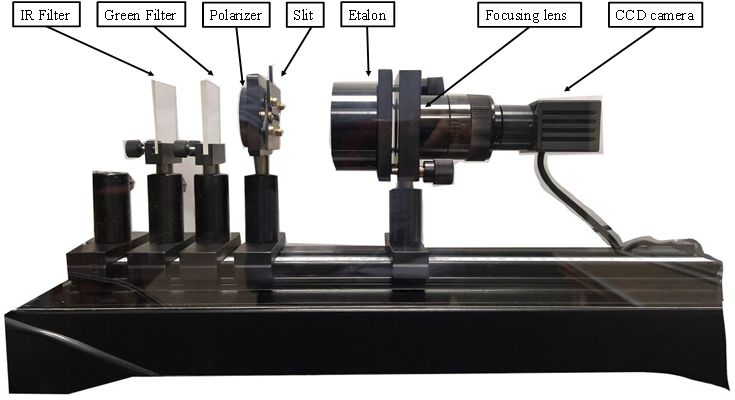 IR Filter
Green Filter
Polarizer
Slit
Etalon
Focusing lens
CCD camera